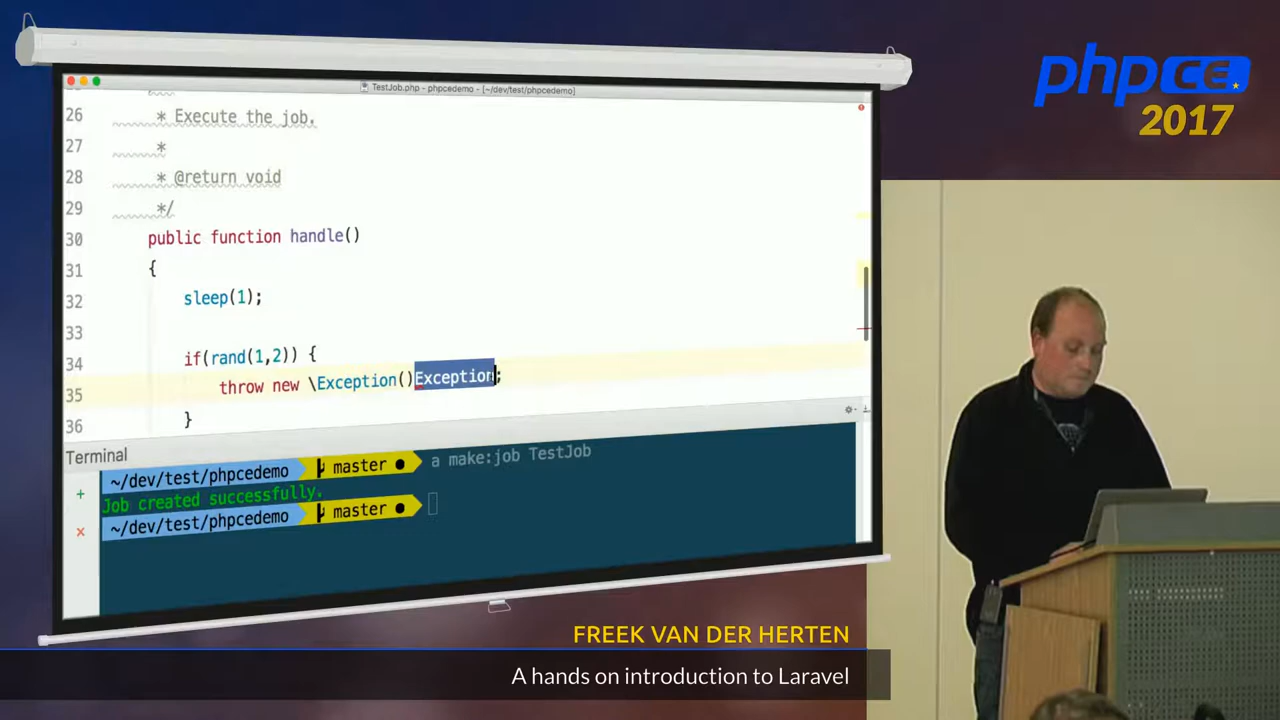 phpCE
2017
TestJob.php - phpcedemo - [~/dev/test/phpcedemo]
26 * Execute the job.
27 *
28 * @return void
29 */
30 public function handle()
31 {
32 sleep(1);
33
34 if(rand(1,2)) {
35 throw new \Exception()Exception;
36 }
Terminal
~/dev/test/phpcedemo master ● a make:job TestJob
Job created successfully.
~/dev/test/phpcedemo master ●
FREEK VAN DER HERTEN
A hands on introduction to Laravel